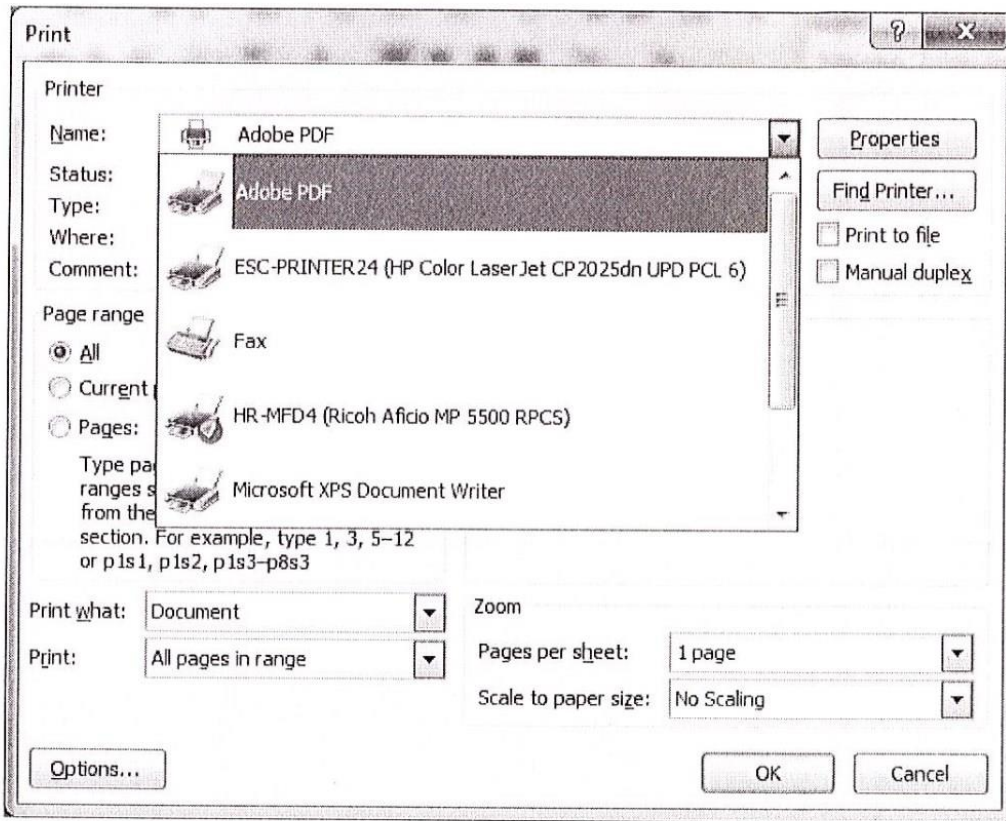 Print
Printer
Name: Adobe PDF Properties
Status: Adobe PDF Find Printer...
Type:
Where: ESC-PRINTER24 (HP Color LaserJet CP2025dn UPD PCL 6) Print to file
Comment: Manual duplex
Page range
Fax
All
Current
Pages: HR-MFD4 (Ricoh Aficio MP 5500 RPCS)
Type
ranges
from the
Microsoft XPS Document Writer
section. For example, type 1, 3, 5–12
or p1s1, p1s2, p1s3–p8s3
Print what: Document
Print: All pages in range
Zoom
Pages per sheet: 1 page
Scale to paper size: No Scaling
Options... OK Cancel